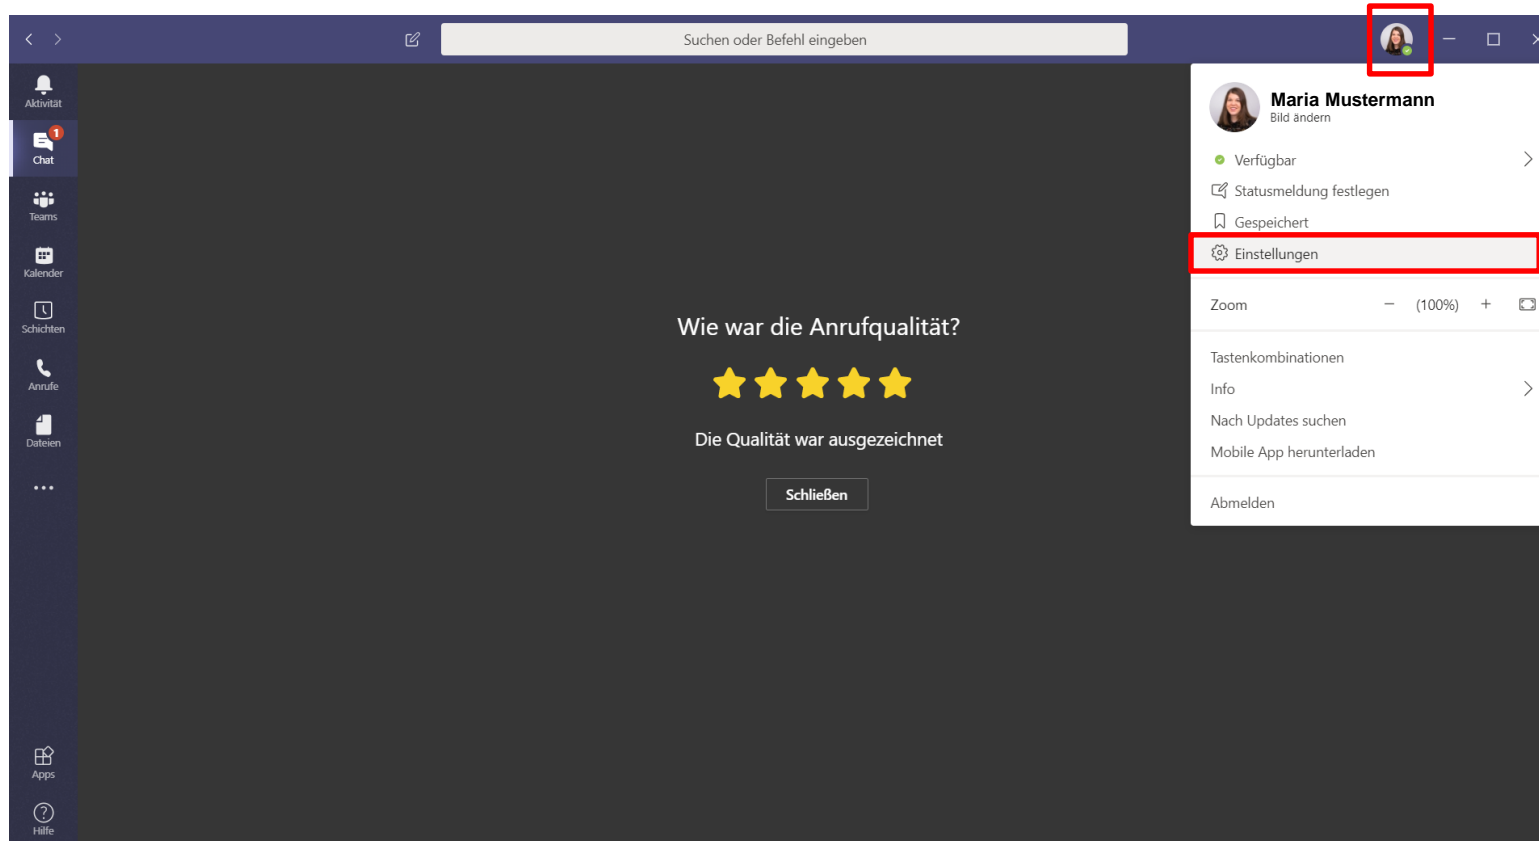 Suchen oder Befehl eingeben
Aktivität
1
Chat
Teams
Kalender
Schichten
Anrufe
Dateien
Apps
Hilfe
Wie war die Anrufqualität?
Die Qualität war ausgezeichnet
Schließen
Maria Mustermann
Bild ändern
Verfügbar
Statusmeldung festlegen
Gespeichert
Einstellungen
Zoom − (100%) +
Tastenkombinationen
Info
Nach Updates suchen
Mobile App herunterladen
Abmelden